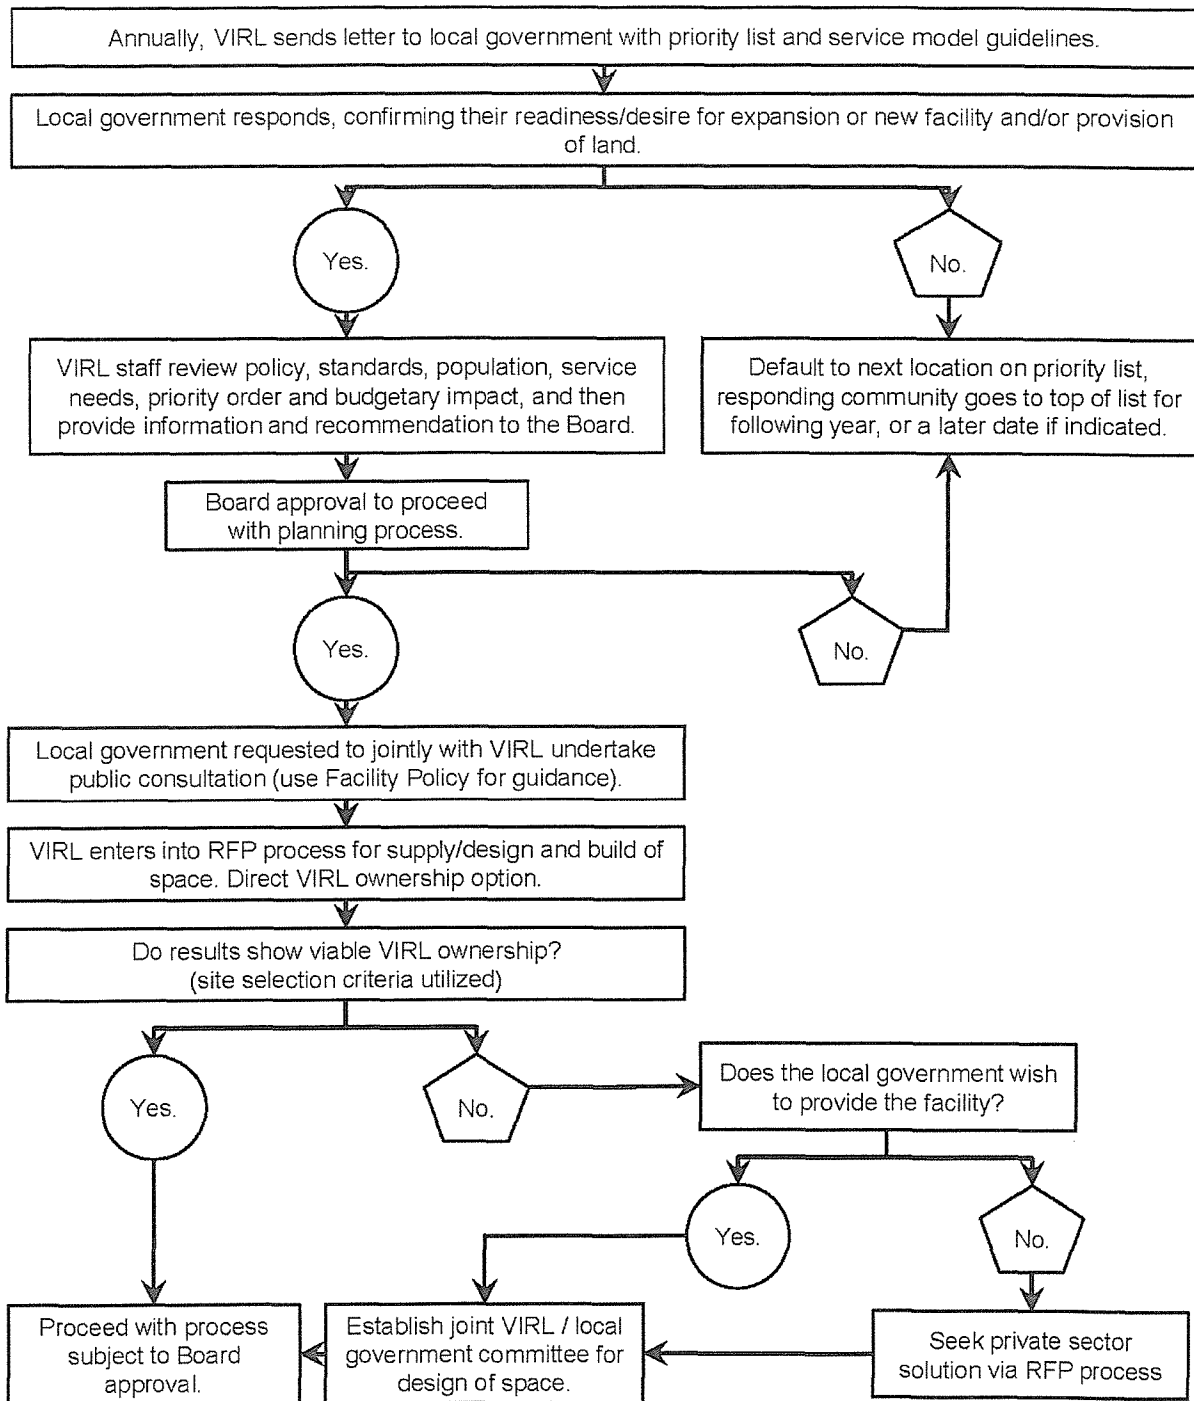 Annually, VIRL sends letter to local government with priority list and service model guidelines.
Local government responds, confirming their readiness/desire for expansion or new facility and/or provision
of land.
Yes.
No.
VIRL staff review policy, standards, population, service
needs, priority order and budgetary impact, and then
provide information and recommendation to the Board.
Default to next location on priority list,
responding community goes to top of list for
following year, or a later date if indicated.
Board approval to proceed
with planning process.
Yes.
No.
Local government requested to jointly with VIRL undertake
public consultation (use Facility Policy for guidance).
VIRL enters into RFP process for supply/design and build of
space. Direct VIRL ownership option.
Do results show viable VIRL ownership?
(site selection criteria utilized)
Yes.
No.
Does the local government wish
to provide the facility?
Yes.
No.
Proceed with process
subject to Board
approval.
Establish joint VIRL / local
government committee for
design of space.
Seek private sector
solution via RFP process